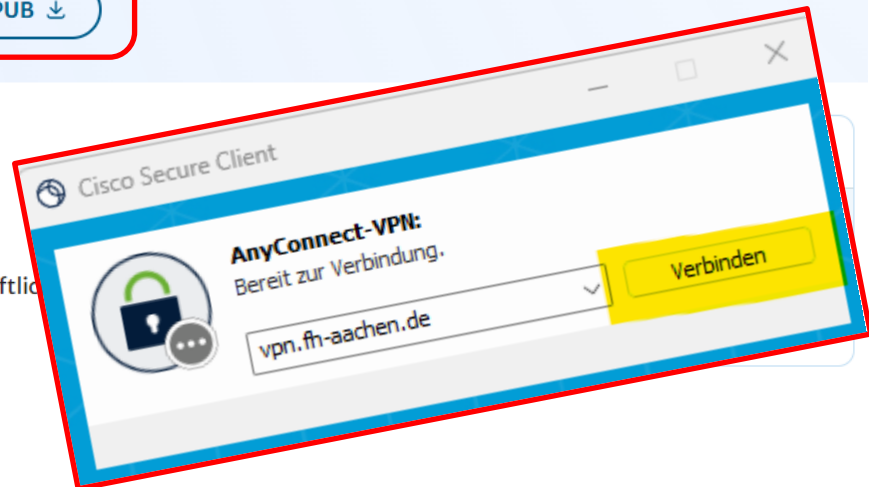 PUB
Cisco Secure Client
AnyConnect-VPN:
Bereit zur Verbindung.
vpn.fh-aachen.de
Verbinden